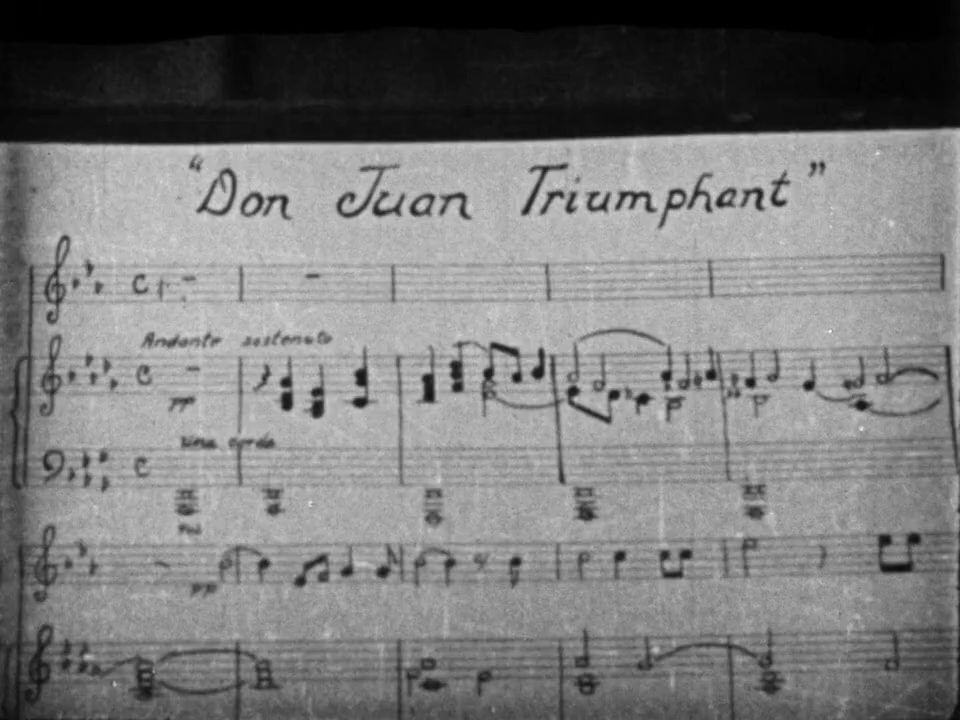 "Don Juan Triumphant"
Andante sostenuto
pp
una corda
pp